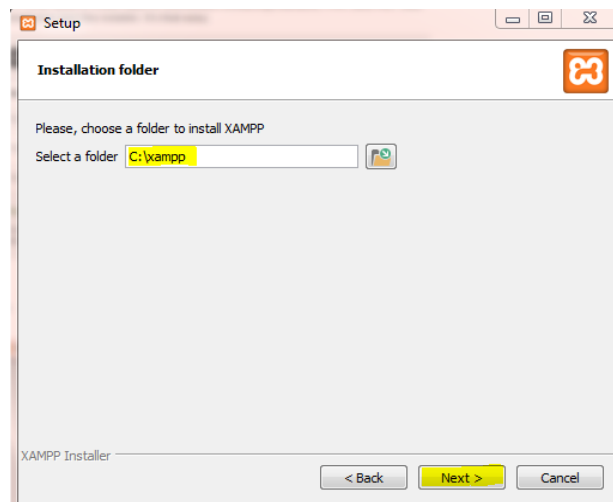 Setup
Installation folder
Please, choose a folder to install XAMPP
Select a folder C:\xampp
XAMPP Installer
< Back Next > Cancel